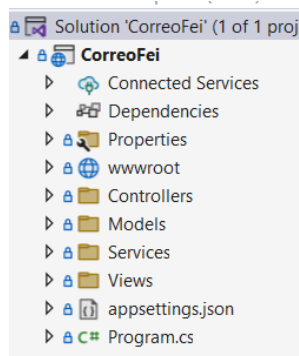 Solution 'CorreoFei' (1 of 1 proj
CorreoFei
Connected Services
Dependencies
Properties
wwwroot
Controllers
Models
Services
Views
appsettings.json
C# Program.cs